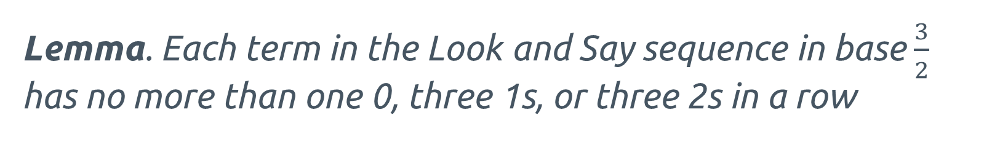 Lemma. Each term in the Look and Say sequence in base 3/2
has no more than one 0, three 1s, or three 2s in a row